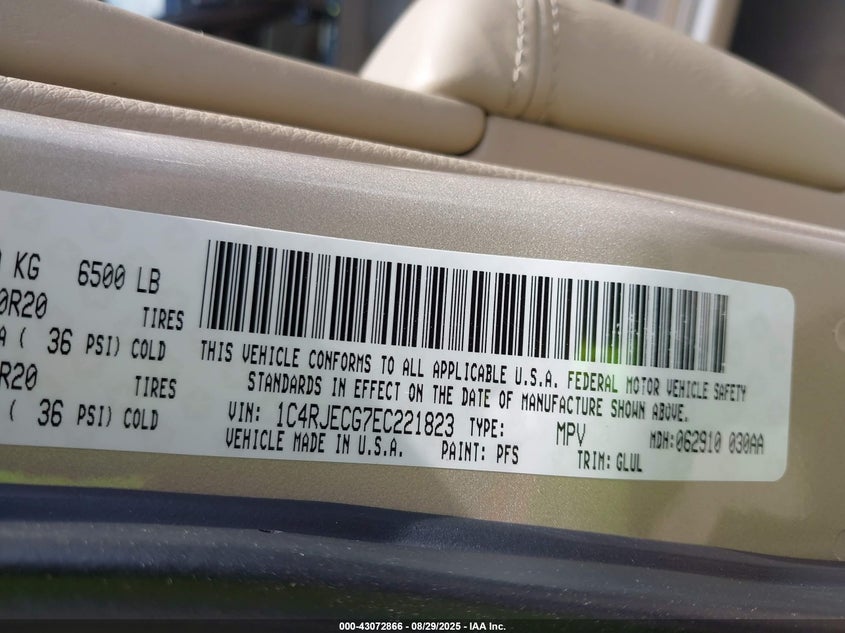 KG 6500 LB
0R20
TIRES
A ( 36 PSI) COLD
R20
TIRES
( 36 PSI) COLD
THIS VEHICLE CONFORMS TO ALL APPLICABLE U.S.A. FEDERAL MOTOR VEHICLE SAFETY
STANDARDS IN EFFECT ON THE DATE OF MANUFACTURE SHOWN ABOVE.
VIN: 1C4RJECG7EC221823 TYPE: MPV MDH:062910 030AA
VEHICLE MADE IN U.S.A. PAINT: PFS TRIM: GLUL
000-43072866 - 08/29/2025 - IAA Inc.